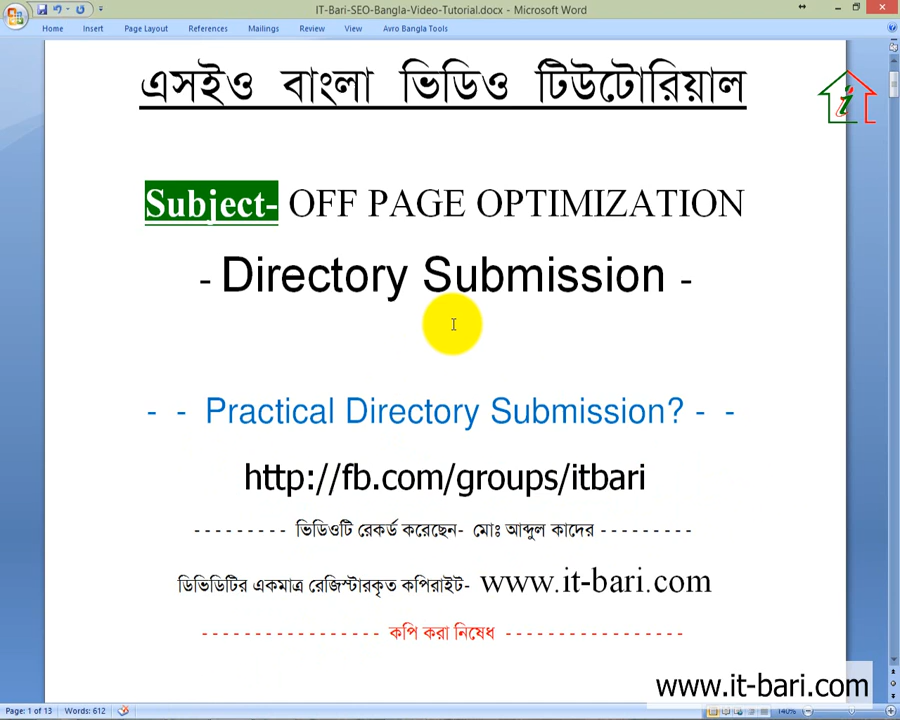 IT-Bari-SEO-Bangla-Video-Tutorial.docx - Microsoft Word
Home Insert Page Layout References Mailings Review View Avro Bangla Tools
এসইও বাংলা ভিডিও টিউটোরিয়াল
Subject- OFF PAGE OPTIMIZATION
- Directory Submission -
- - Practical Directory Submission? - -
http://fb.com/groups/itbari
- - - - - - - - - ভিডিওটি রেকর্ড করেছেন- মোঃ আব্দুল কাদের - - - - - - - - -
ডিভিডিটির একমাত্র রেজিস্টারকৃত কপিরাইট- www.it-bari.com
- - - - - - - - - - - - - - - - - কপি করা নিষেধ - - - - - - - - - - - - - - - - -
www.it-bari.com
Page: 1 of 13 Words: 612 140%